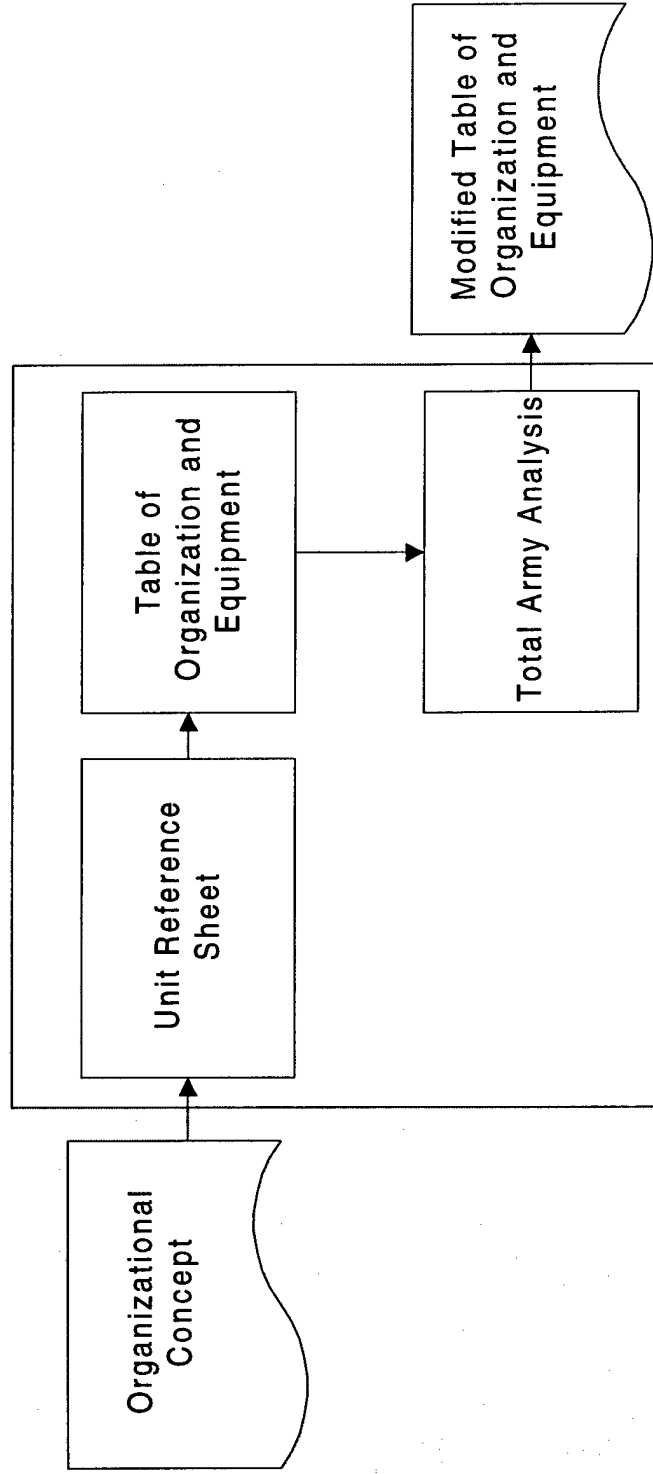 Organizational
Concept
Unit Reference
Sheet
Table of
Organization and
Equipment
Total Army Analysis
Modified Table of
Organization and
Equipment